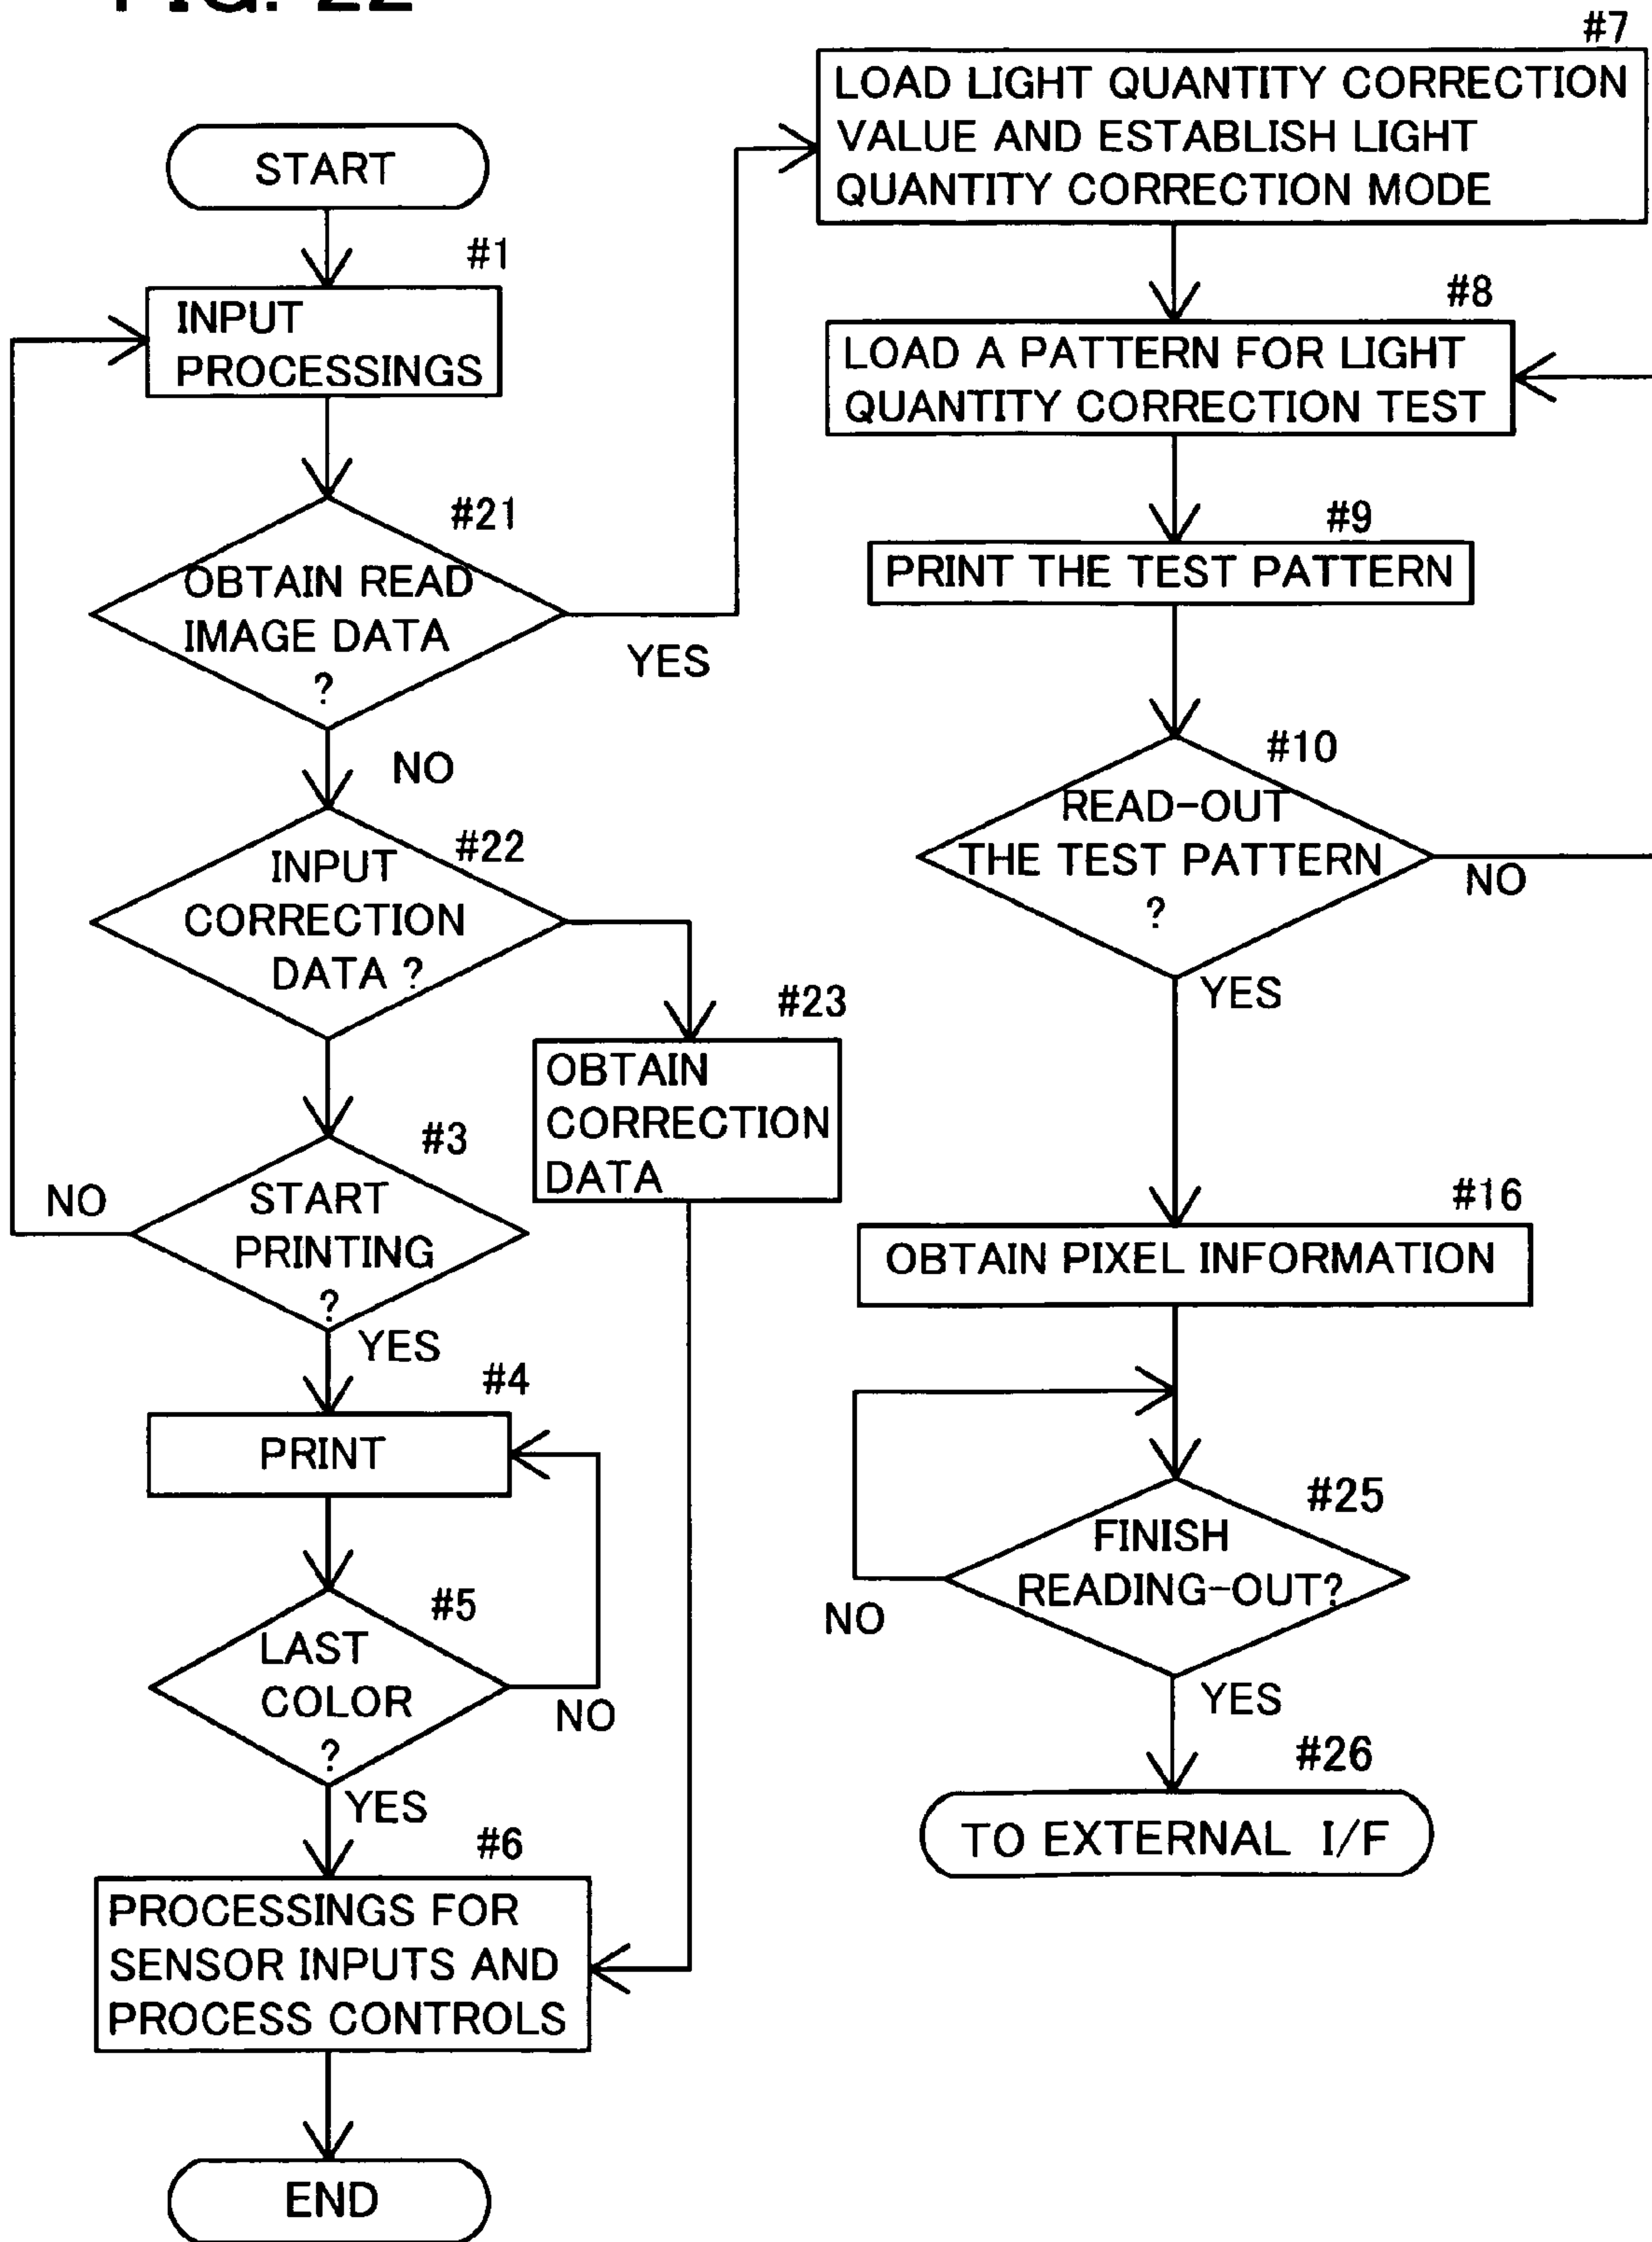 FIG. 22
START
#1
INPUT
PROCESSINGS
#21
OBTAIN READ
IMAGE DATA
?
YES
NO
#22
INPUT
CORRECTION
DATA ?
#23
OBTAIN
CORRECTION
DATA
#3
START
PRINTING
?
NO
YES
#4
PRINT
#5
LAST
COLOR
?
NO
YES
#6
PROCESSINGS FOR
SENSOR INPUTS AND
PROCESS CONTROLS
END
#7
LOAD LIGHT QUANTITY CORRECTION
VALUE AND ESTABLISH LIGHT
QUANTITY CORRECTION MODE
#8
LOAD A PATTERN FOR LIGHT
QUANTITY CORRECTION TEST
#9
PRINT THE TEST PATTERN
#10
READ-OUT
THE TEST PATTERN
?
NO
YES
#16
OBTAIN PIXEL INFORMATION
#25
FINISH
READING-OUT?
NO
YES
#26
TO EXTERNAL I/F